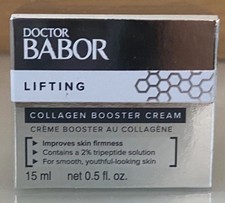 DOCTOR
BABOR
LIFTING
COLLAGEN BOOSTER CREAM
CRÈME BOOSTER AU COLLAGÈNE
Improves skin firmness
Contains a 2% tripeptide solution
For smooth, youthful-looking skin
15 ml net 0.5 fl. oz.